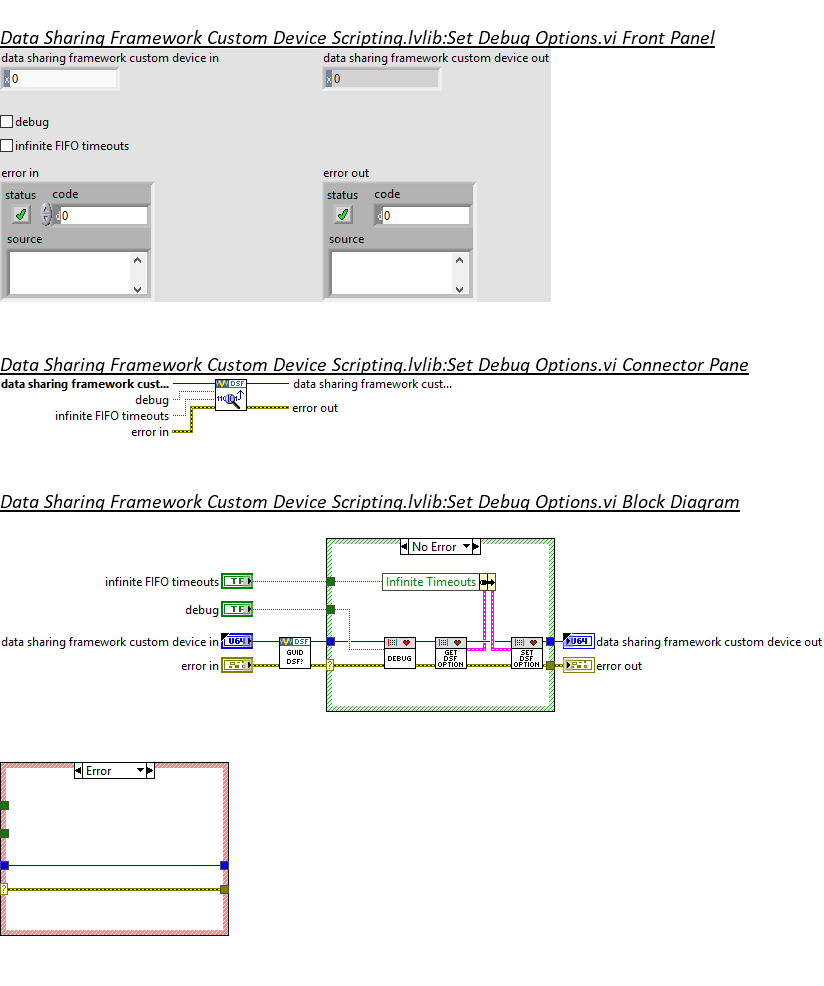 Data Sharing Framework Custom Device Scripting.lvlib:Set Debug Options.vi Front Panel
data sharing framework custom device in
data sharing framework custom device out
x 0
x 0
debug
infinite FIFO timeouts
error in
error out
status code
status code
d 0
d 0
source
source
Data Sharing Framework Custom Device Scripting.lvlib:Set Debug Options.vi Connector Pane
data sharing framework cust...
DSF
data sharing framework cust...
debug
infinite FIFO timeouts
error out
error in
Data Sharing Framework Custom Device Scripting.lvlib:Set Debug Options.vi Block Diagram
No Error
infinite FIFO timeouts
TF
Infinite Timeouts
debug
TF
data sharing framework custom device in
U64
DSF
GUID
DSF?
DEBUG
GET
DSF
OPTION
SET
DSF
OPTION
U64
data sharing framework custom device out
error in
?
error out
Error
?